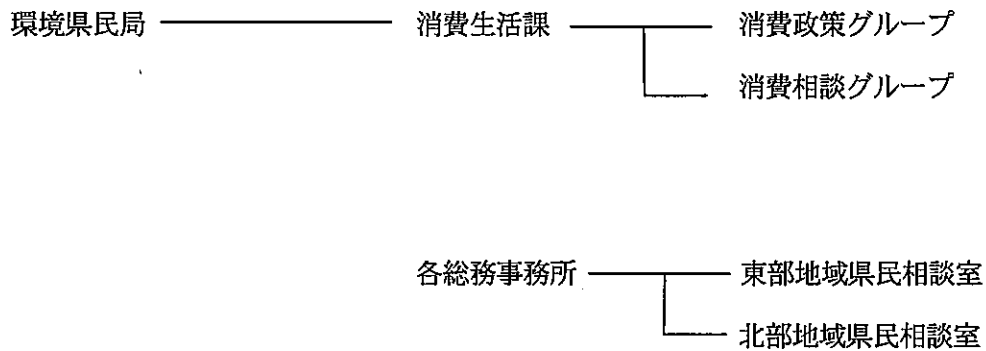 環境県民局 消費生活課 消費政策グループ
消費相談グループ
各総務事務所 東部地域県民相談室
北部地域県民相談室